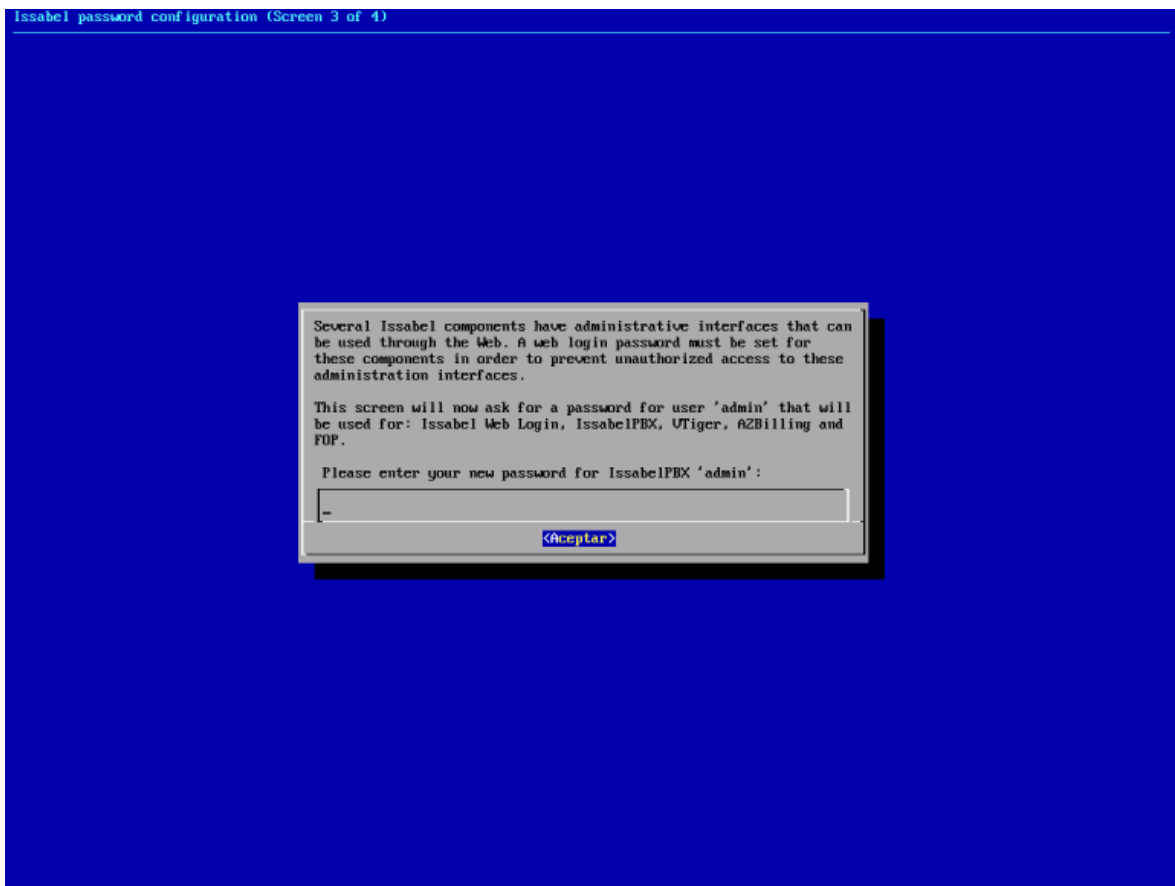 Issabel password configuration (Screen 3 of 4)
Several Issabel components have administrative interfaces that can
be used through the Web. A web login password must be set for
these components in order to prevent unauthorized access to these
administration interfaces.
This screen will now ask for a password for user 'admin' that will
be used for: Issabel Web Login, IssabelPBX, VTiger, A2Billing and
FOP.
Please enter your new password for IssabelPBX 'admin':
_
<Aceptar>